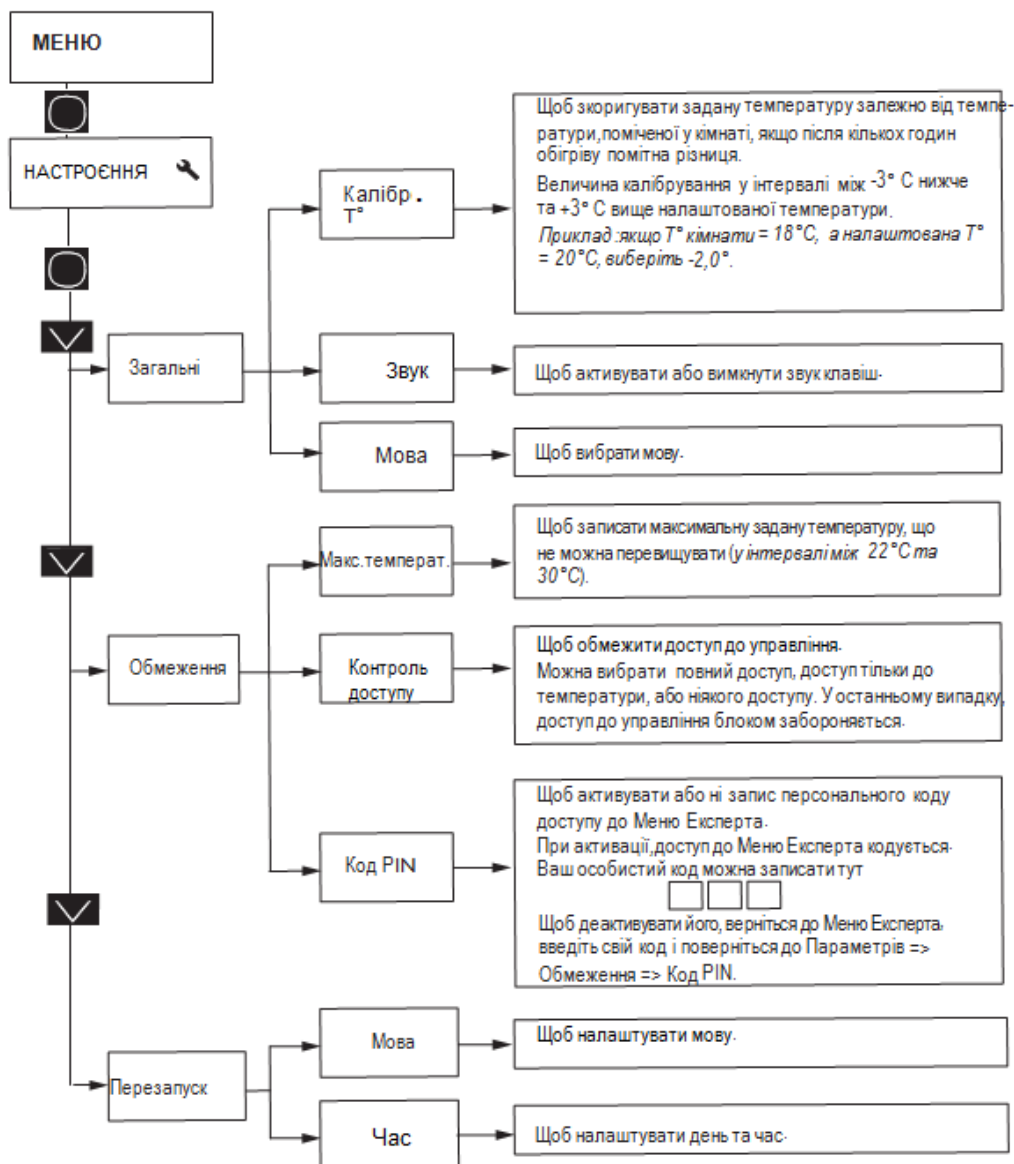 МЕНЮ
НАСТРОЄННЯ
Калібр.
Т°
Щоб зкоригувати задану температуру залежно від темпе-
ратури,поміченої у кімнаті, якщо після кількох годин
обігріву помітна різниця.
Величина калібрування у інтервалі між -3° С нижче
та +3° С вище налаштованої температури.
Приклад:якщо Т° кімнати = 18°С, а налаштована Т°
= 20°С, виберіть -2,0°.
Загальні
Звук
Щоб активувати або вимкнути звук клавіш.
Мова
Щоб вибрати мову.
Макс.температ.
Щоб записати максимальну задану температуру, що
не можна перевищувати (у інтервалі між 22°С та
30°С).
Обмеження
Контроль
доступу
Щоб обмежити доступ до управління.
Можна вибрати повний доступ, доступ тільки до
температури, або ніякого доступу. У останньому випадку,
доступ до управління блоком забороняється.
Код PIN
Щоб активувати або ні запис персонального коду
доступу до Меню Експерта.
При активації,доступ до Меню Експерта кодується.
Ваш особистий код можна записати тут
Щоб деактивувати його, верніться до Меню Експерта,
введіть свій код і поверніться до Параметрів =>
Обмеження => Код PIN.
Перезапуск
Мова
Щоб налаштувати мову.
Час
Щоб налаштувати день та час.